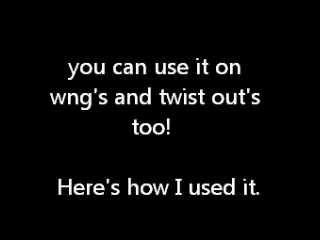 you can use it on
wng's and twist out's
too!
Here's how I used it.